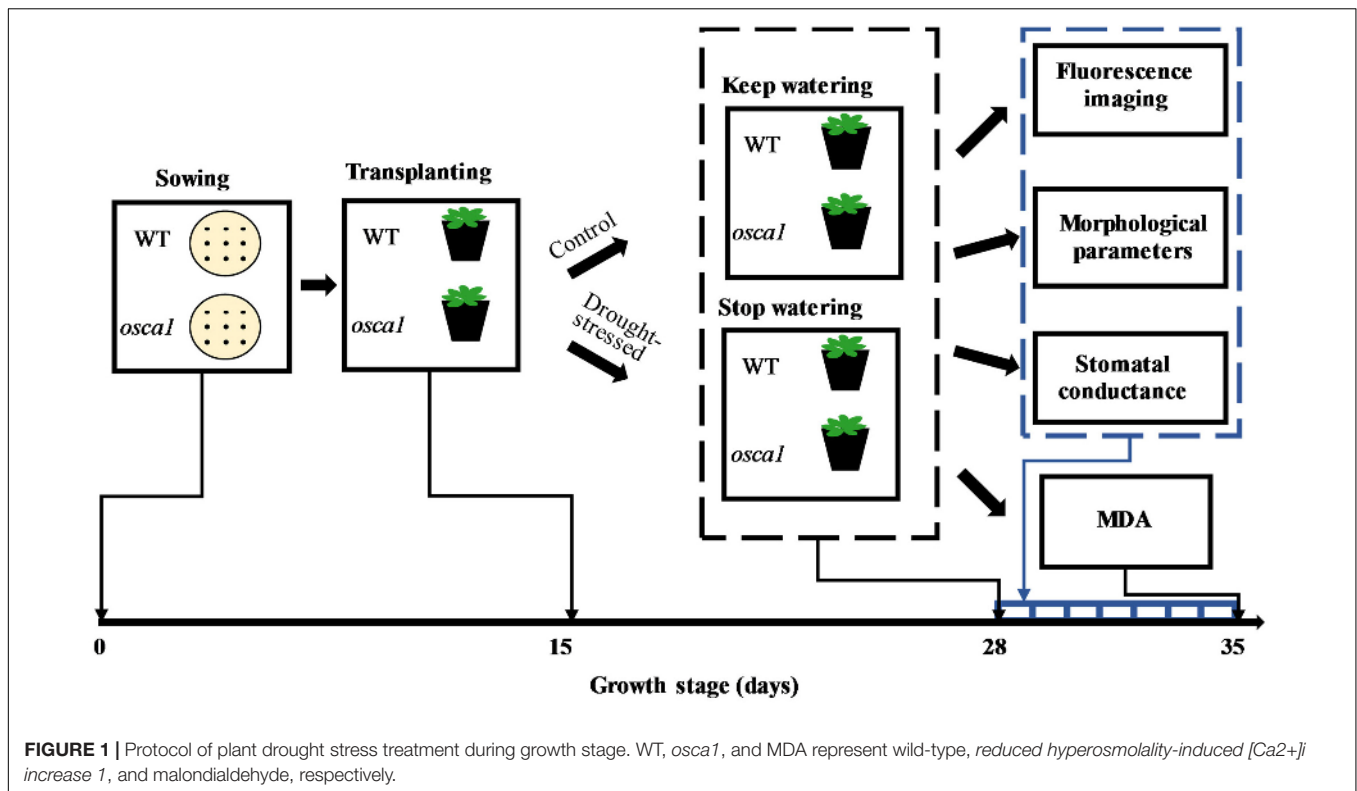 Sowing
WT
osca1
Transplanting
WT
osca1
Control
Drought-
stressed
Keep watering
WT
osca1
Stop watering
WT
osca1
Fluorescence
imaging
Morphological
parameters
Stomatal
conductance
MDA
0
15
28
35
Growth stage (days)
FIGURE 1 | Protocol of plant drought stress treatment during growth stage. WT, osca1, and MDA represent wild-type, reduced hyperosmolality-induced [Ca2+]i
increase 1, and malondialdehyde, respectively.